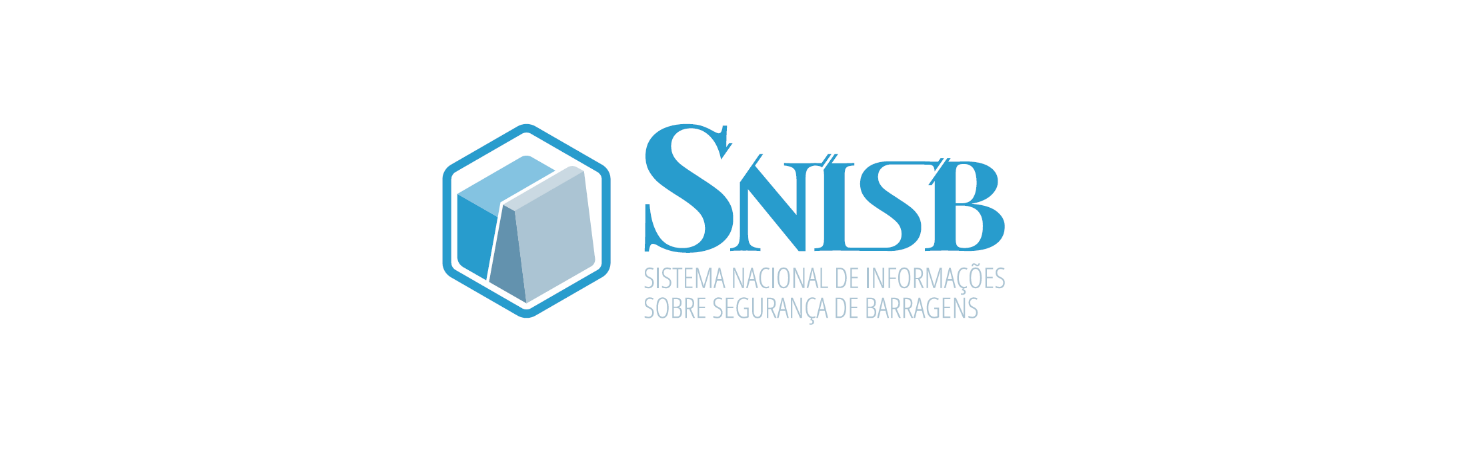 SNISB
SISTEMA NACIONAL DE INFORMAÇÕES
SOBRE SEGURANÇA DE BARRAGENS